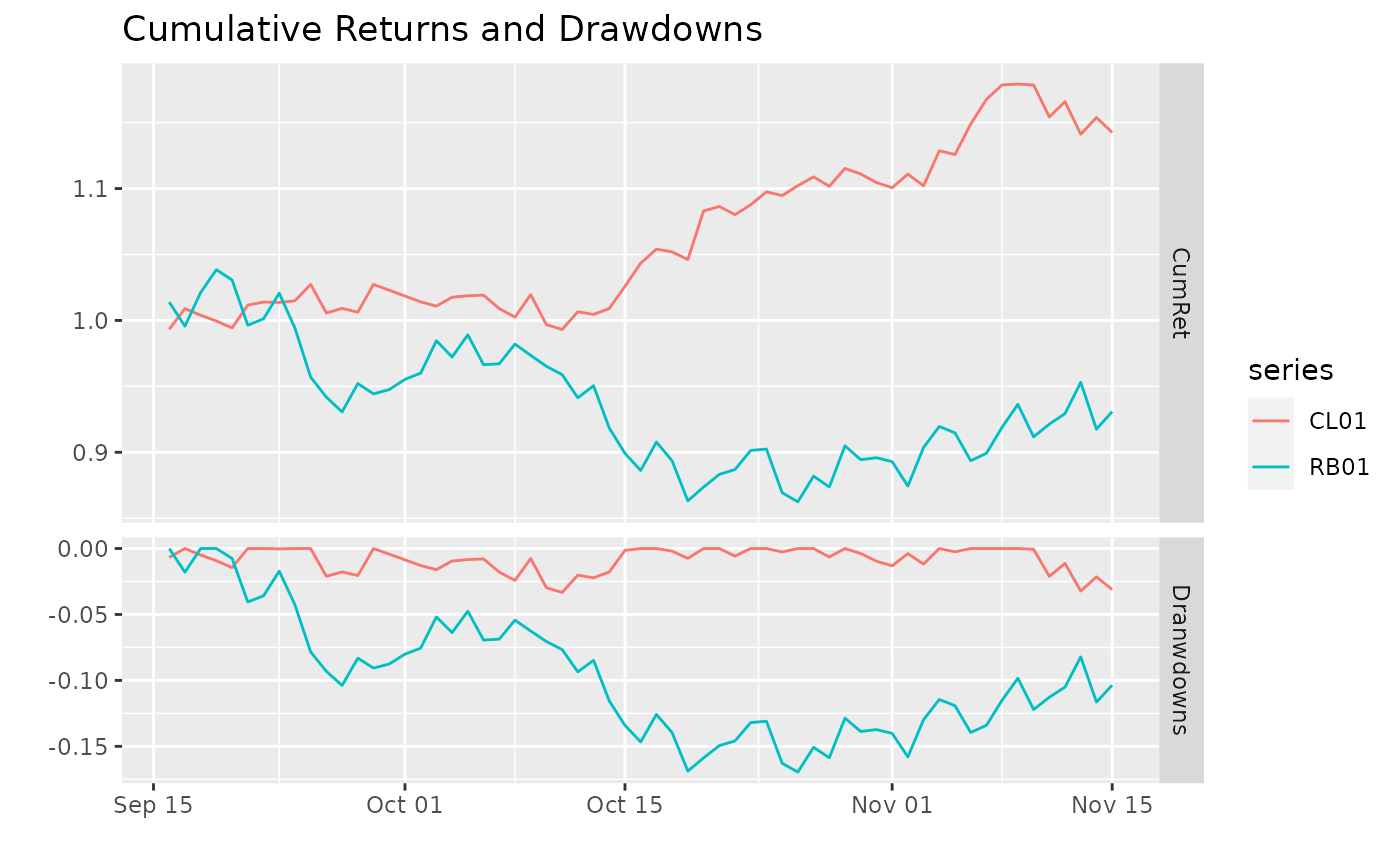 Cumulative Returns and Drawdowns
1.1
1.0
0.9
CumRet
0.00
-0.05
-0.10
-0.15
Dranwdowns
Sep 15
Oct 01
Oct 15
Nov 01
Nov 15
series
CL01
RB01